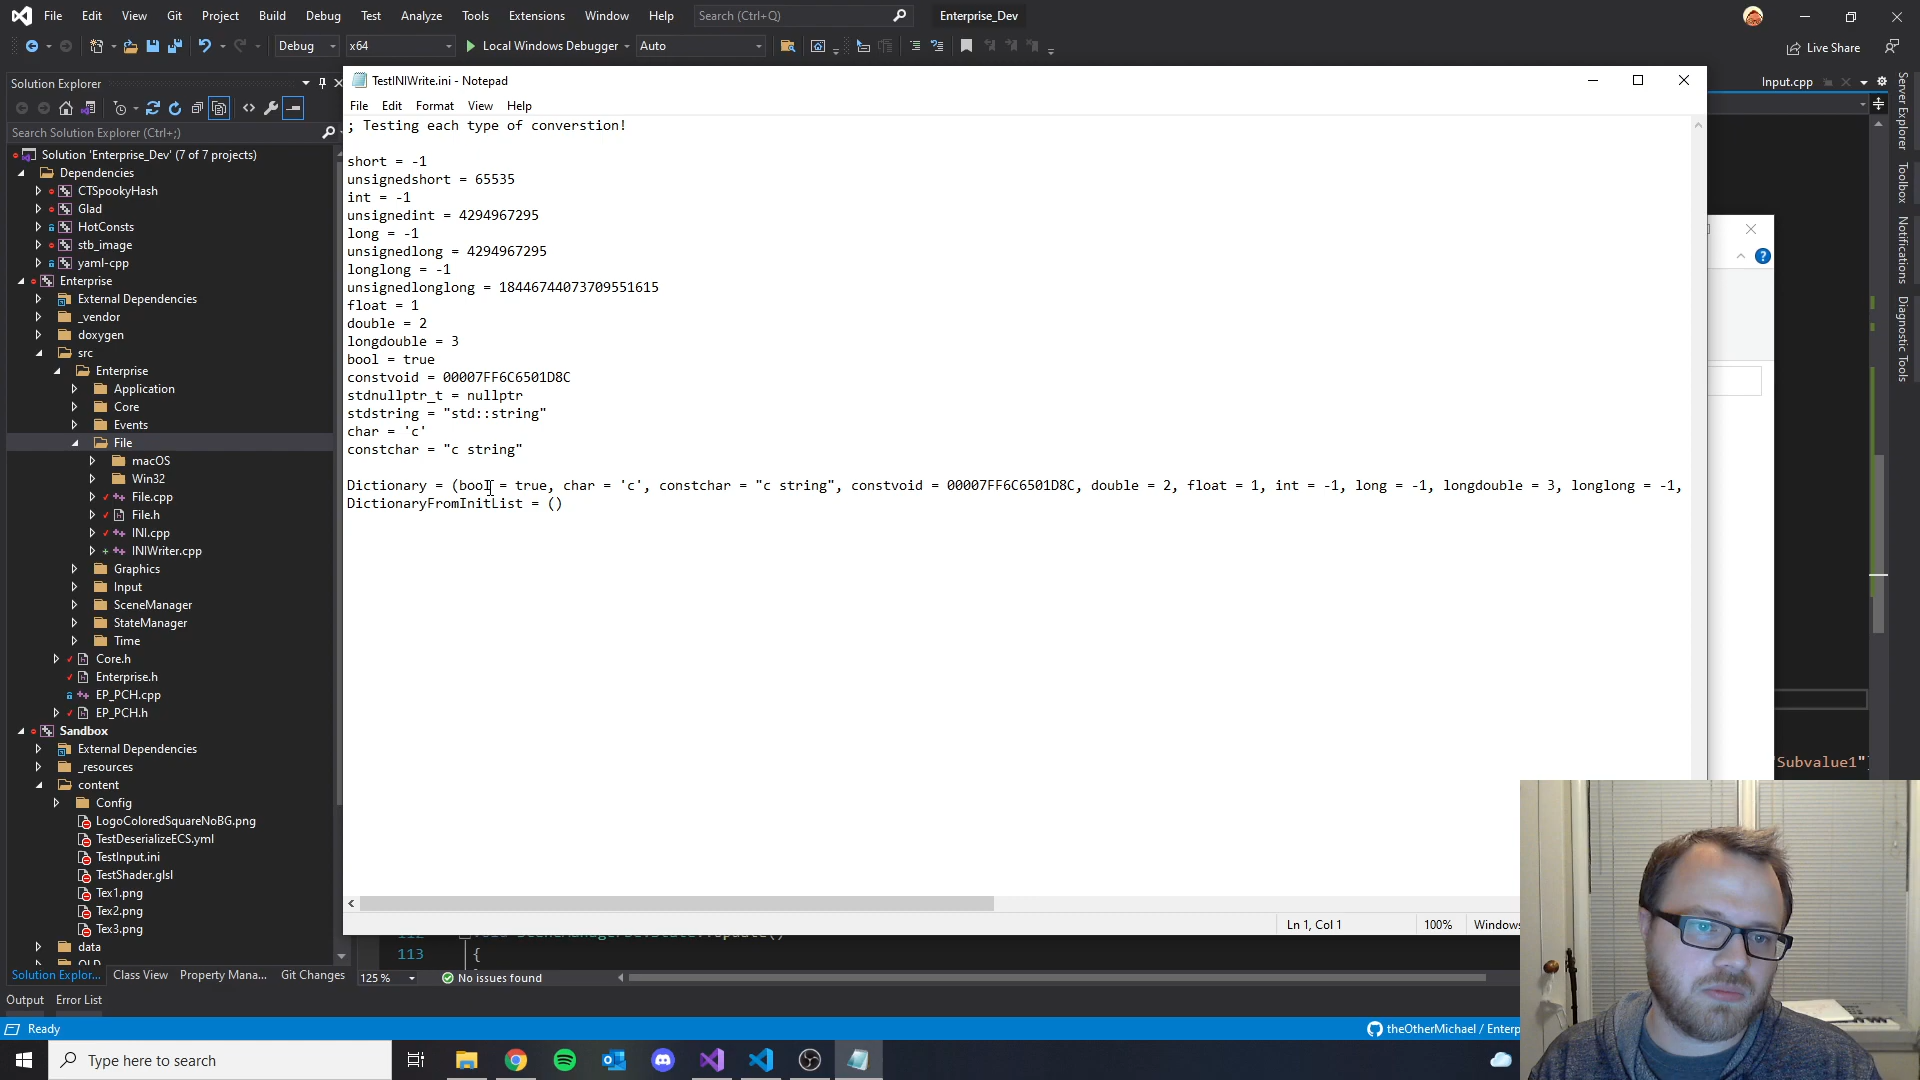 File Edit View Git Project Build Debug Test Analyze Tools Extensions Window Help Search (Ctrl+Q) Enterprise_Dev
Debug x64 Local Windows Debugger Auto Live Share
Solution Explorer
Search Solution Explorer (Ctrl+;)
Solution 'Enterprise_Dev' (7 of 7 projects)
Dependencies
CTSpookyHash
Glad
HotConsts
stb_image
yaml-cpp
Enterprise
External Dependencies
_vendor
doxygen
src
Enterprise
Application
Core
Events
File
macOS
Win32
File.cpp
File.h
INI.cpp
INIWriter.cpp
Graphics
Input
SceneManager
StateManager
Time
Core.h
Enterprise.h
EP_PCH.cpp
EP_PCH.h
Sandbox
External Dependencies
_resources
content
Config
LogoColoredSquareNoBG.png
TestDeserializeECS.yml
TestInput.ini
TestShader.glsl
Tex1.png
Tex2.png
Tex3.png
data
Solution Explor... Class View Property Mana... Git Changes
Output Error List
Ready
Type here to search
TestINIWrite.ini - Notepad
File Edit Format View Help
; Testing each type of converstion!
short = -1
unsignedshort = 65535
int = -1
unsignedint = 4294967295
long = -1
unsignedlong = 4294967295
longlong = -1
unsignedlonglong = 18446744073709551615
float = 1
double = 2
longdouble = 3
bool = true
constvoid = 00007FF6C6501D8C
stdnullptr_t = nullptr
stdstring = "std::string"
char = 'c'
constchar = "c string"
Dictionary = (bool = true, char = 'c', constchar = "c string", constvoid = 00007FF6C6501D8C, double = 2, float = 1, int = -1, long = -1, longdouble = 3, longlong = -1,
DictionaryFromInitList = ()
Ln 1, Col 1 100% Windows
113 {
125 % No issues found
Input.cpp
"Subvalue1"
Server Explorer
Toolbox
Notifications
Diagnostic Tools
theOtherMichael / Enterp